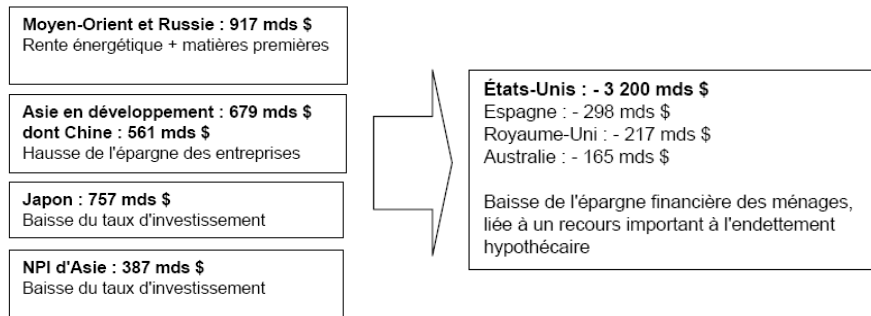 Moyen-Orient et Russie : 917 mds $
Rente énergétique + matières premières
Asie en développement : 679 mds $
dont Chine : 561 mds $
Hausse de l'épargne des entreprises
Japon : 757 mds $
Baisse du taux d'investissement
NPI d'Asie : 387 mds $
Baisse du taux d'investissement
États-Unis : - 3 200 mds $
Espagne : - 298 mds $
Royaume-Uni : - 217 mds $
Australie : - 165 mds $
Baisse de l'épargne financière des ménages,
liée à un recours important à l'endettement
hypothécaire